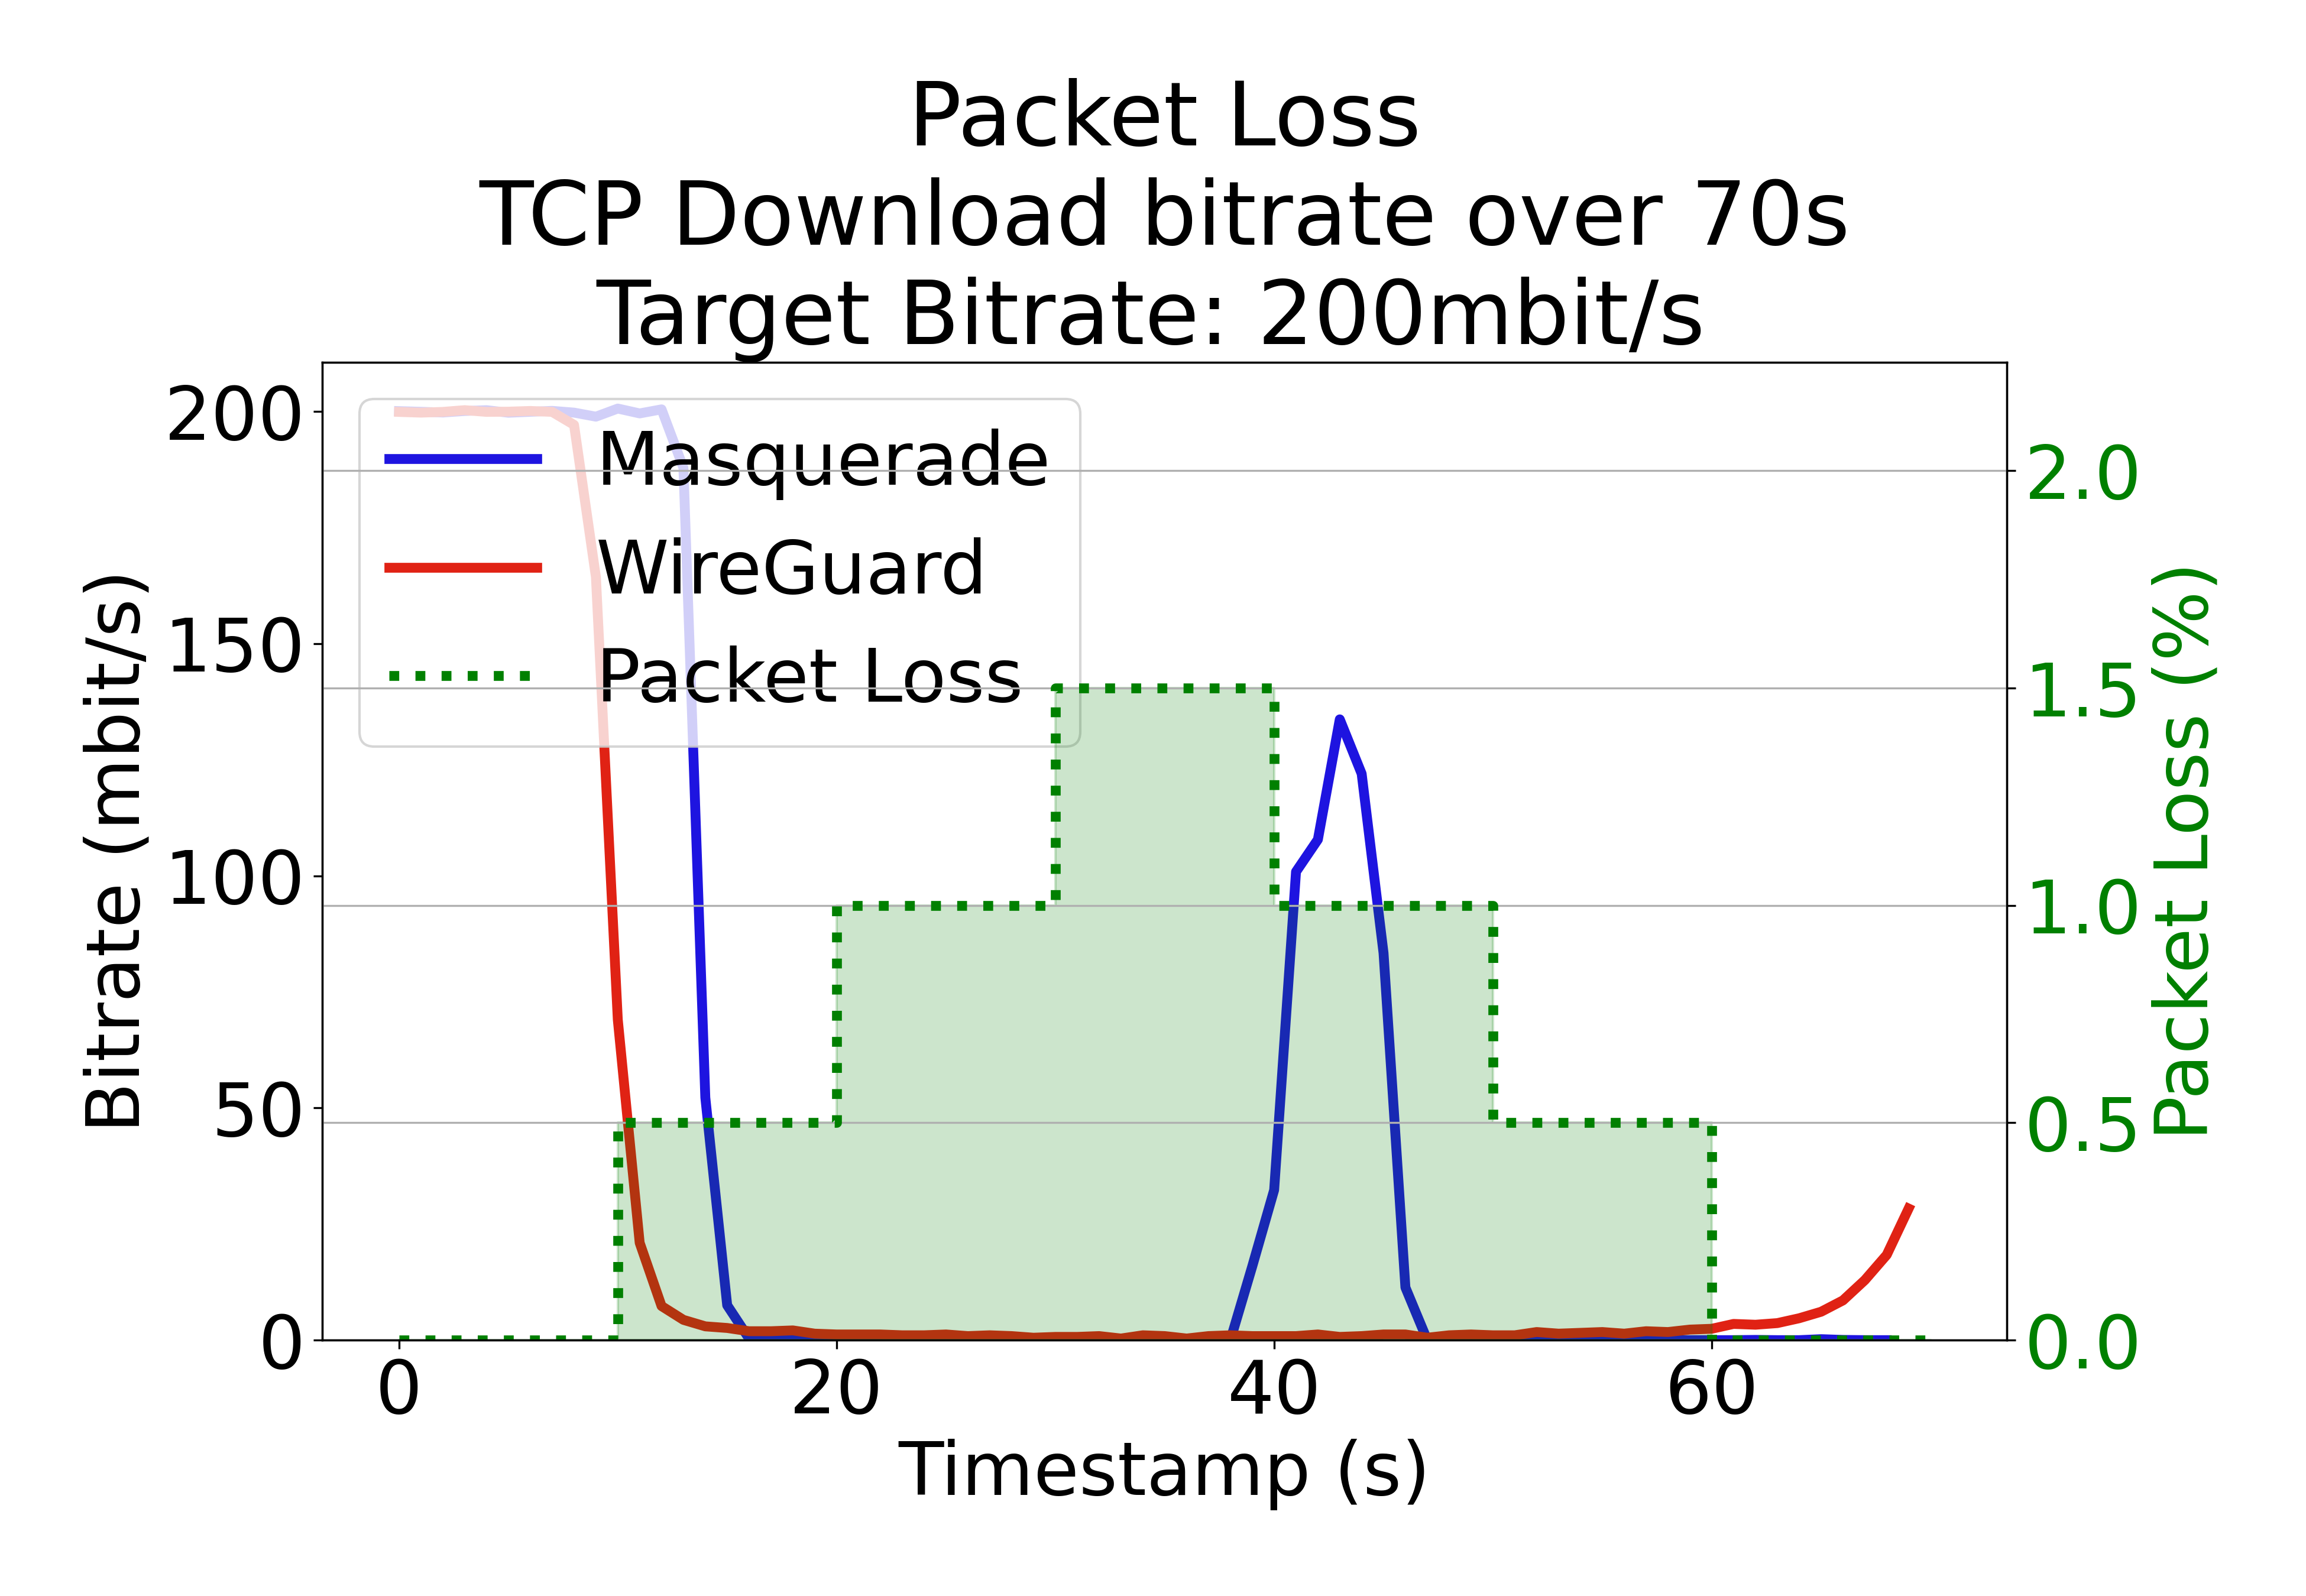 Packet Loss
TCP Download bitrate over 70s
Target Bitrate: 200mbit/s
Masquerade
WireGuard
Packet Loss
Bitrate (mbit/s)
200
150
100
50
0
2.0
1.5
1.0
0.5
0.0
Packet Loss (%)
0 20 40 60
Timestamp (s)